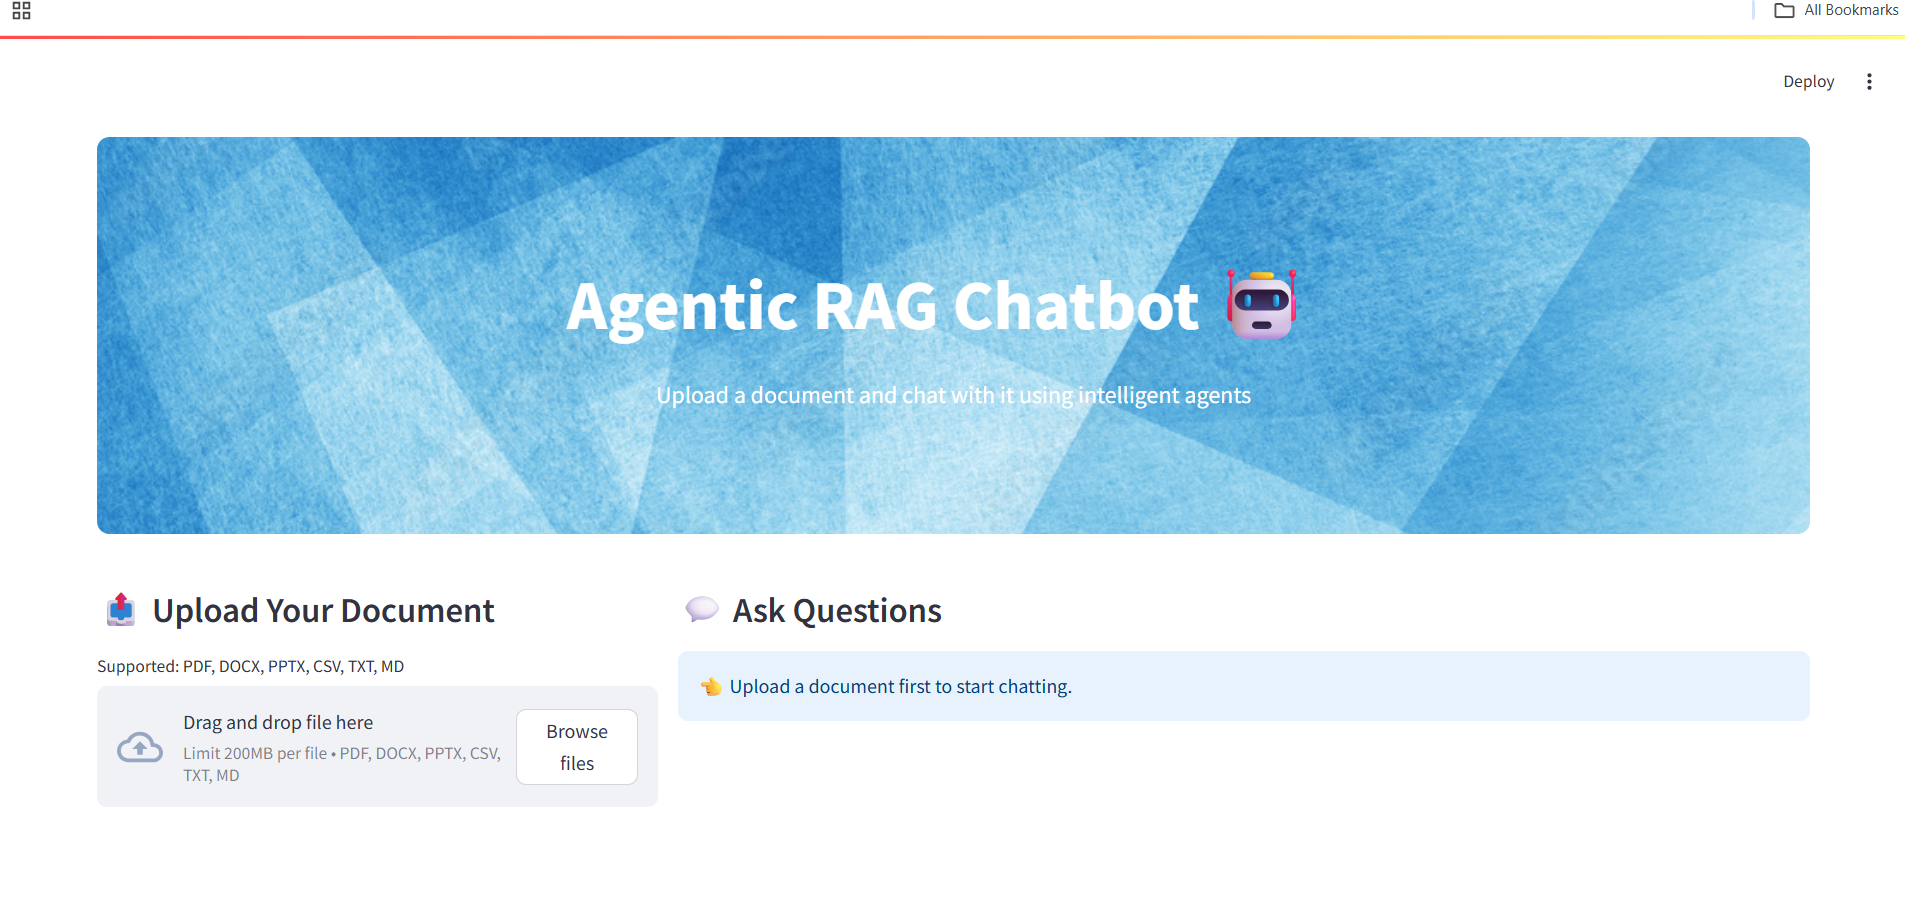 All Bookmarks
Deploy
Agentic RAG Chatbot
Upload a document and chat with it using intelligent agents
Upload Your Document
Supported: PDF, DOCX, PPTX, CSV, TXT, MD
Drag and drop file here
Limit 200MB per file • PDF, DOCX, PPTX, CSV,
TXT, MD
Browse
files
Ask Questions
Upload a document first to start chatting.